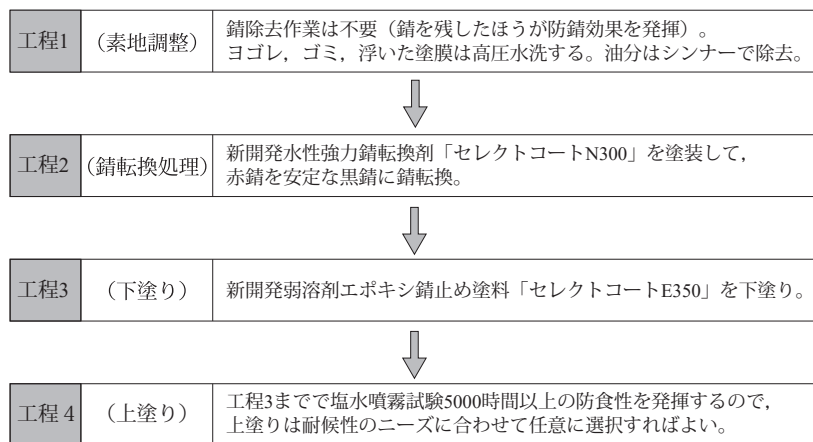 工程1 （素地調整） 錆除去作業は不要（錆を残したほうが防錆効果を発揮）。
ヨゴレ，ゴミ，浮いた塗膜は高圧水洗する。油分はシンナーで除去。
工程2 （錆転換処理） 新開発水性強力錆転換剤「セレクトコートN300」を塗装して，
赤錆を安定な黒錆に錆転換。
工程3 （下塗り） 新開発弱溶剤エポキシ錆止め塗料「セレクトコートE350」を下塗り。
工程 4 （上塗り） 工程3までで塩水噴霧試験5000時間以上の防食性を発揮するので，
上塗りは耐候性のニーズに合わせて任意に選択すればよい。